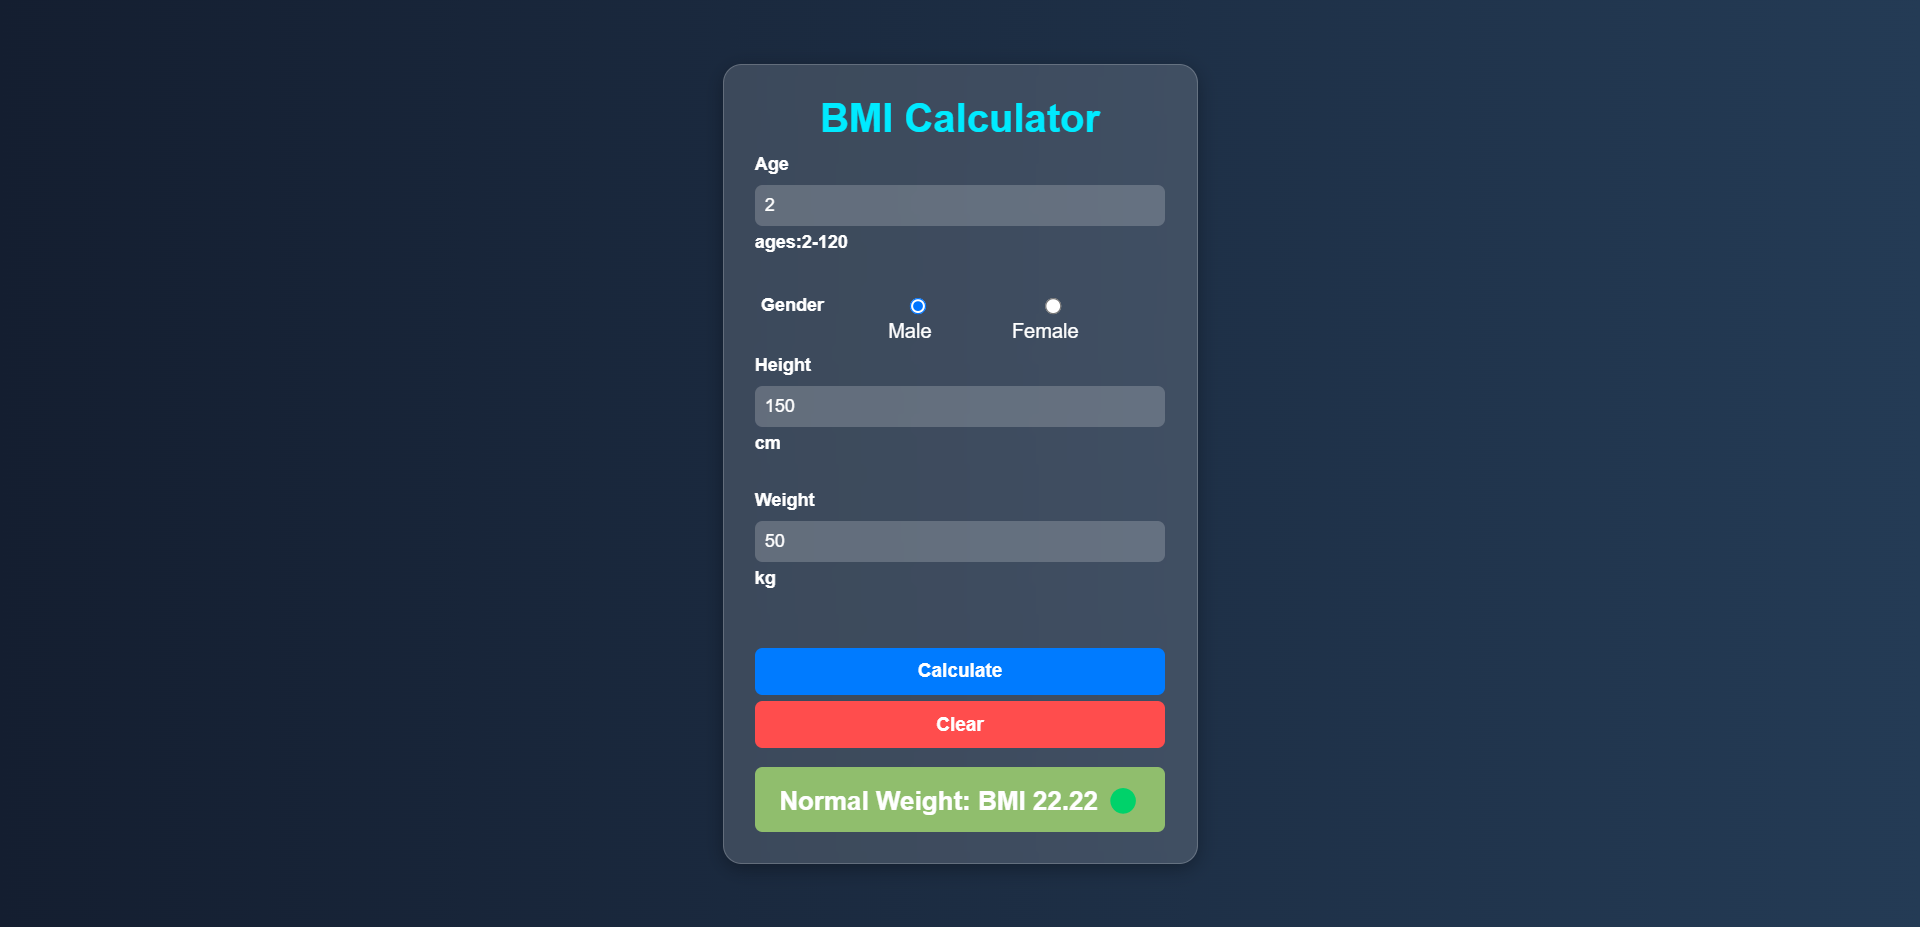 BMI Calculator
Age
2
ages:2-120
Gender
Male Female
Height
150
cm
Weight
50
kg
Calculate
Clear
Normal Weight: BMI 22.22